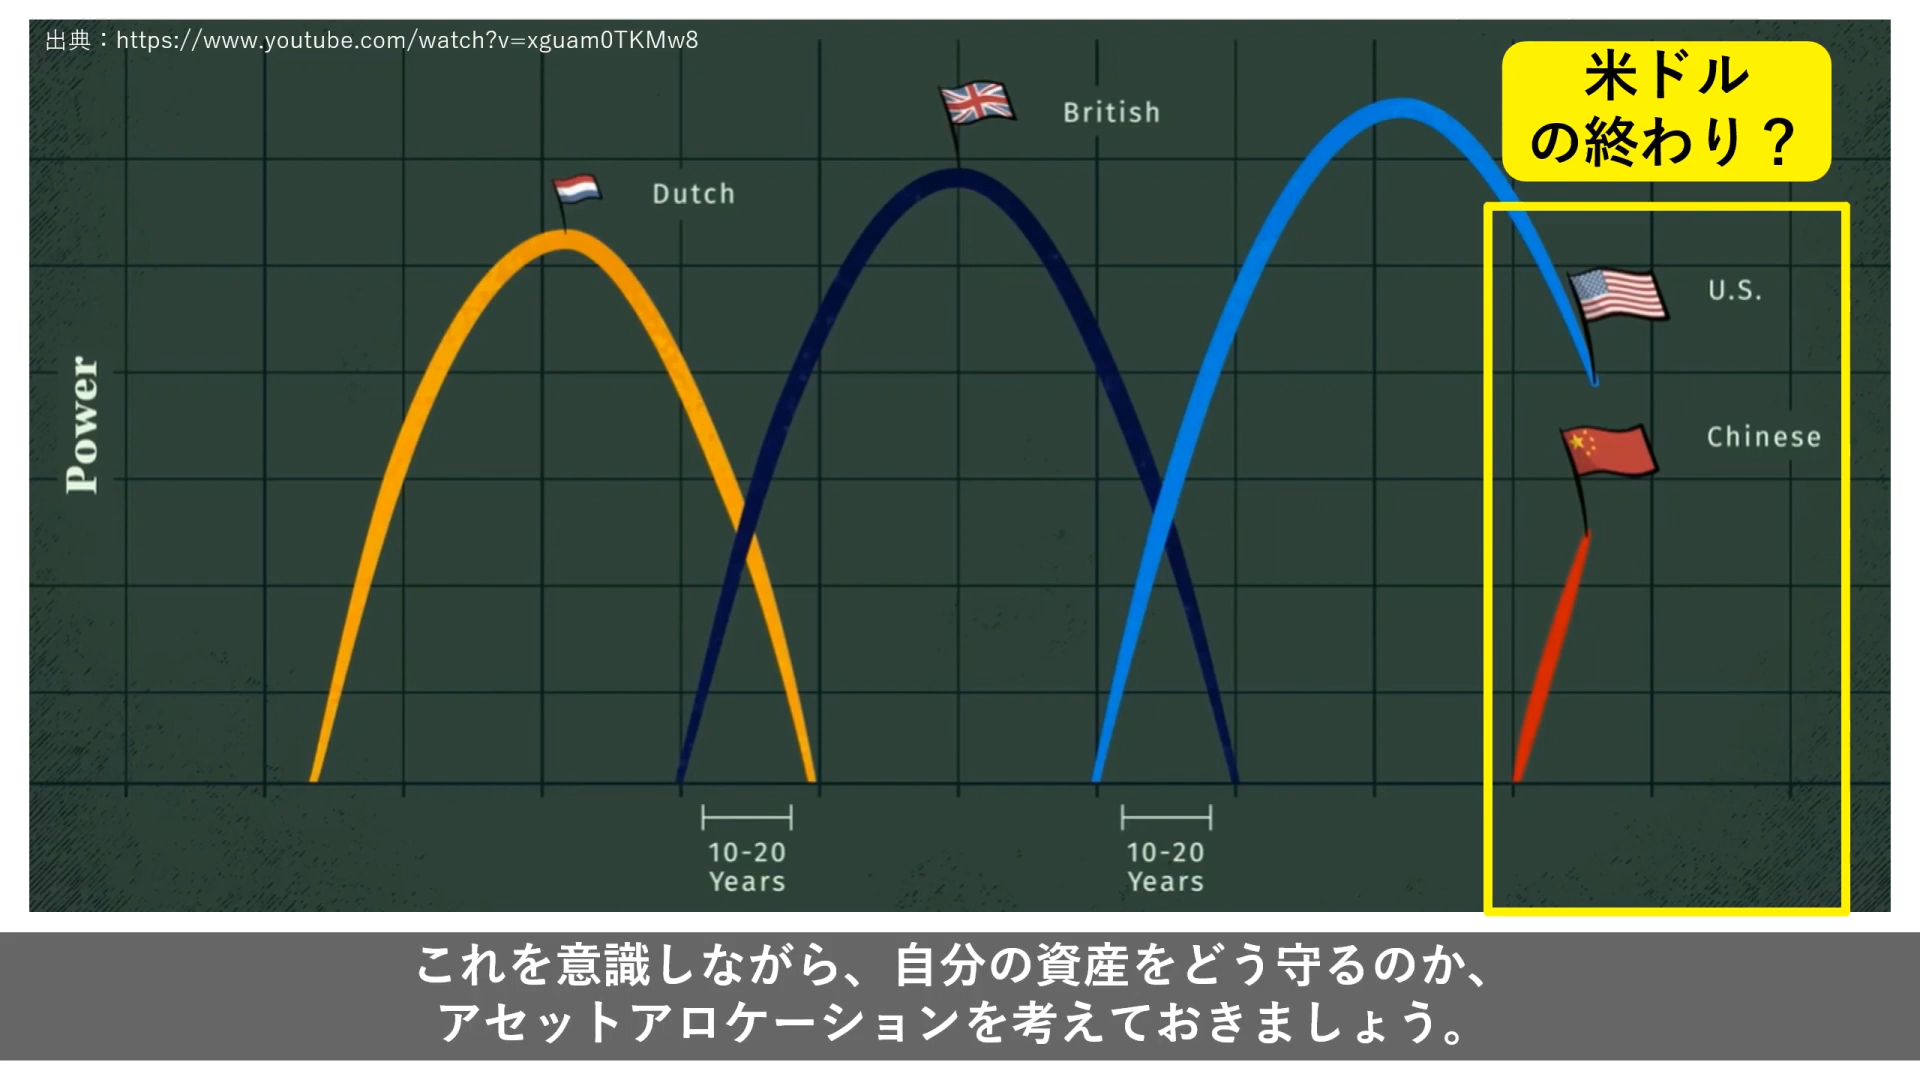 出典：https://www.youtube.com/watch?v=xguam0TKMw8
米ドル
の終わり？
British
Dutch
U.S.
Chinese
Power
10-20
Years
10-20
Years
これを意識しながら、自分の資産をどう守るのか、
アセットアロケーションを考えておきましょう。